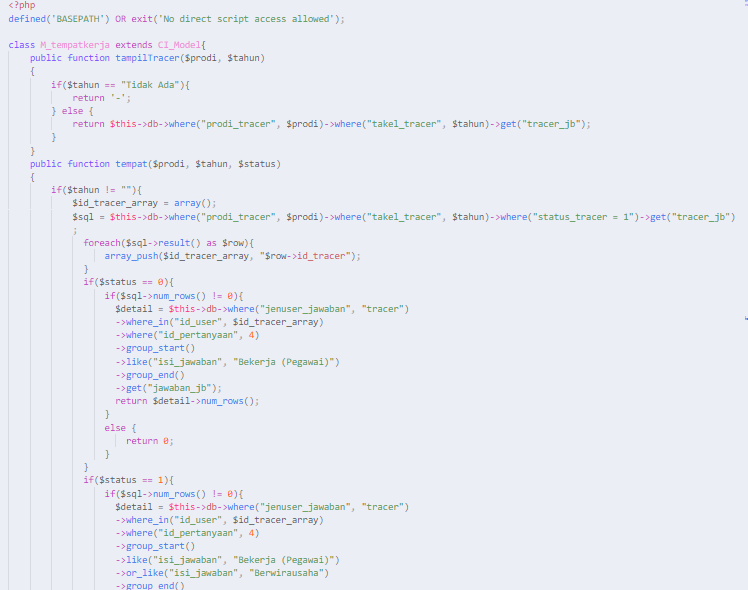 <?php
defined('BASEPATH') OR exit('No direct script access allowed');
class M_tempatkerja extends CI_Model{
public function tampilTracer($prodi, $tahun)
{
if($tahun == "Tidak Ada"){
return '-';
} else {
return $this->db->where("prodi_tracer", $prodi)->where("takel_tracer", $tahun)->get("tracer_jb");
}
}
public function tempat($prodi, $tahun, $status)
{
if($tahun != ""){
$id_tracer_array = array();
$sql = $this->db->where("prodi_tracer", $prodi)->where("takel_tracer", $tahun)->where("status_tracer = 1")->get("tracer_jb")
;
foreach($sql->result() as $row){
array_push($id_tracer_array, "$row->id_tracer");
}
if($status == 0){
if($sql->num_rows() != 0){
$detail = $this->db->where("jenuser_jawaban", "tracer")
->where_in("id_user", $id_tracer_array)
->where("id_pertanyaan", 4)
->group_start()
->like("isi_jawaban", "Bekerja (Pegawai)")
->group_end()
->get("jawaban_jb");
return $detail->num_rows();
}
else {
return 0;
}
}
if($status == 1){
if($sql->num_rows() != 0){
$detail = $this->db->where("jenuser_jawaban", "tracer")
->where_in("id_user", $id_tracer_array)
->where("id_pertanyaan", 4)
->group_start()
->like("isi_jawaban", "Bekerja (Pegawai)")
->or_like("isi_jawaban", "Berwirausaha")
->group_end()